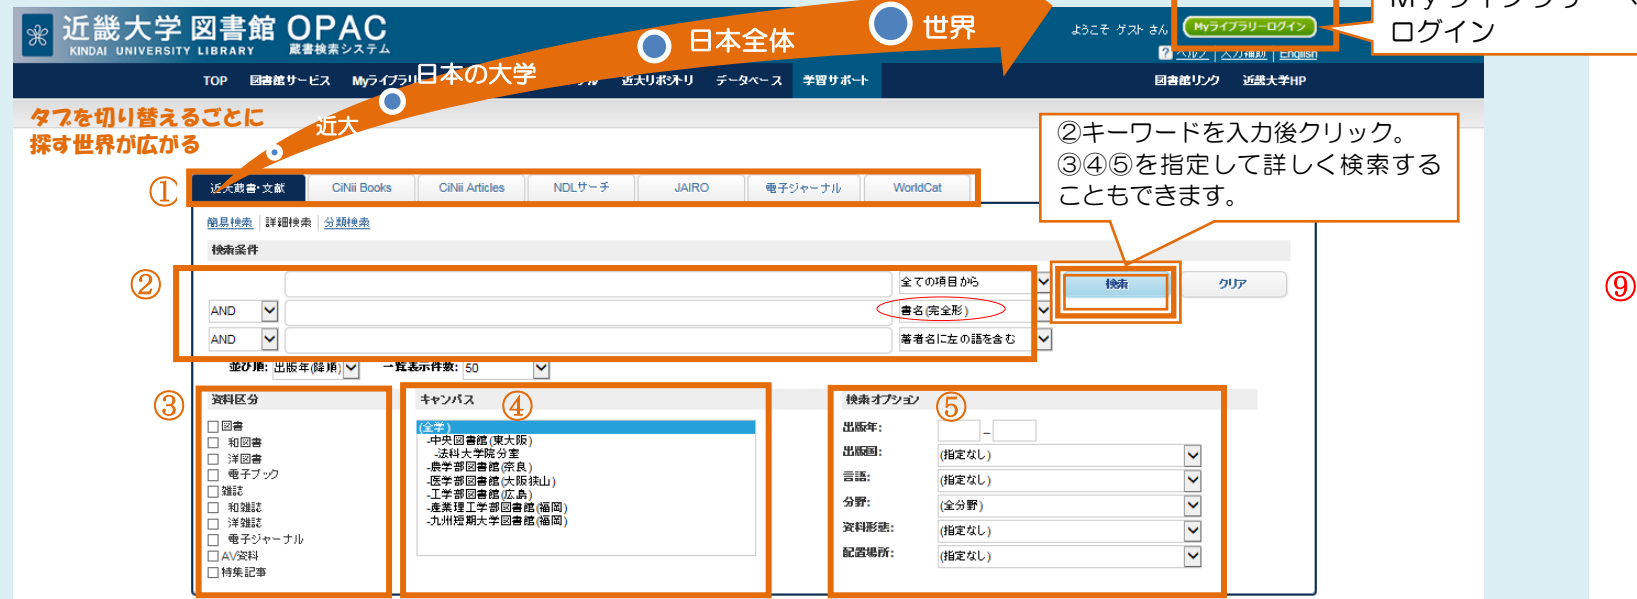 近畿大学 図書館 OPAC
KINDAI UNIVERSITY LIBRARY 蔵書検索システム
ようこそ ゲスト さん Myライブラリーログイン
ログイン
ヘルプ | 入力補助 | English
TOP 図書館サービス Myライブラリ 近大リポジトリ データベース 学習サポート 図書館リンク 近畿大学HP
近大
日本の大学
日本全体
世界
タブを切り替えるごとに
探す世界が広がる
②キーワードを入力後クリック。
③④⑤を指定して詳しく検索する
こともできます。
① 近大蔵書・文献 CiNii Books CiNii Articles NDLサーチ JAIRO 電子ジャーナル WorldCat
簡易検索 | 詳細検索 | 分類検索
検索条件
② 全ての項目から 検索 クリア
⑨
AND 書名(完全形)
AND 著者名に左の語を含む
並び順: 出版年(降順) 一覧表示件数: 50
③ 資料区分
図書
和図書
洋図書
電子ブック
雑誌
和雑誌
洋雑誌
電子ジャーナル
AV資料
特集記事
キャンパス ④
(全学)
-中央図書館(東大阪)
-法科大学院分室
-農学部図書館(奈良)
-医学部図書館(大阪狭山)
-工学部図書館(広島)
-産業理工学部図書館(福岡)
-九州短期大学図書館(福岡)
検索オプション ⑤
出版年: –
出版国: (指定なし)
言語: (指定なし)
分野: (全分野)
資料形態: (指定なし)
配置場所: (指定なし)